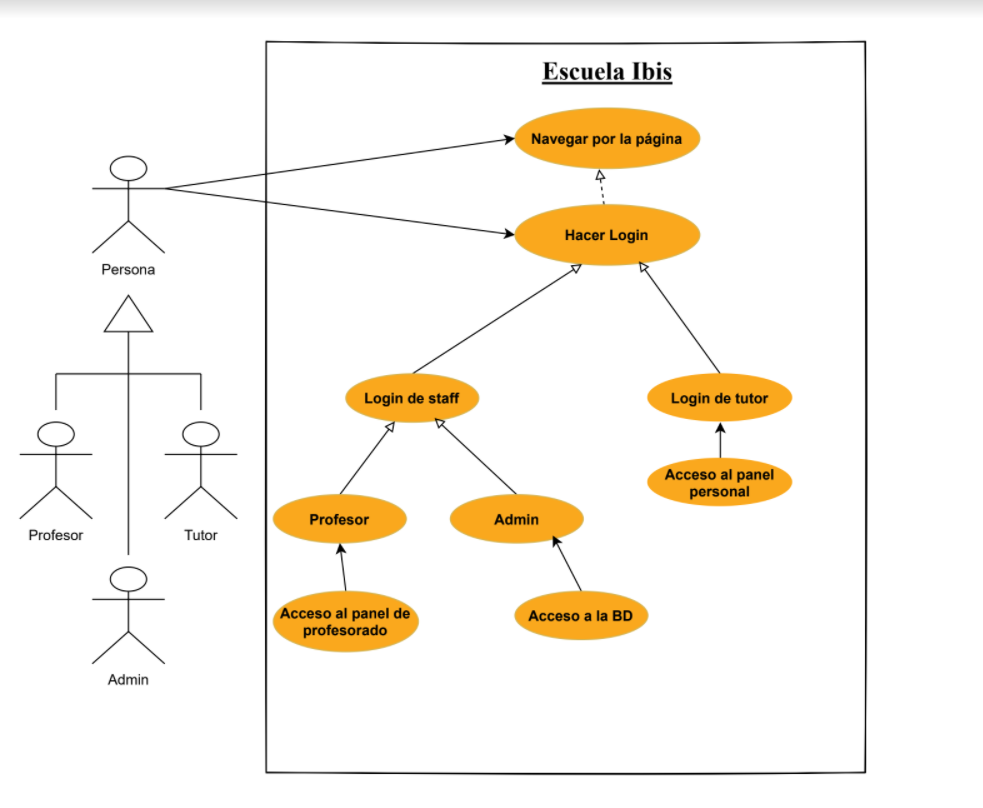 Escuela Ibis
Navegar por la página
Persona
Hacer Login
Login de staff
Login de tutor
Acceso al panel
personal
Profesor
Tutor
Profesor
Admin
Acceso al panel de
profesorado
Acceso a la BD
Admin